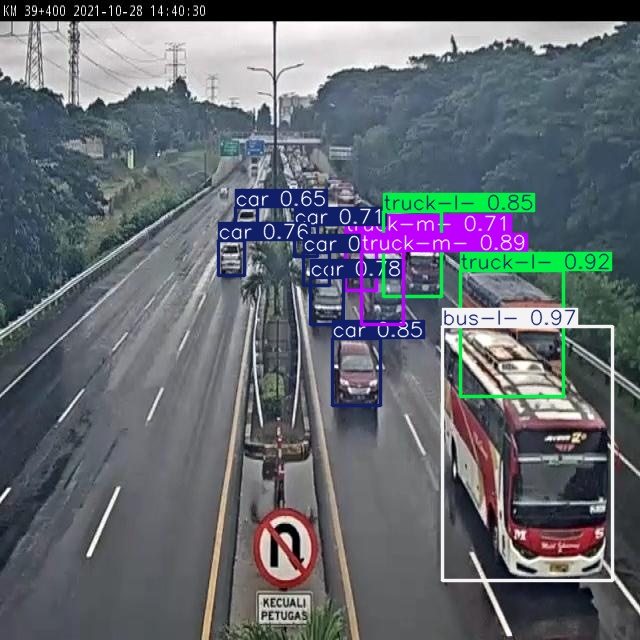 KM 39+400 2021-10-28 14:40:30
car 0.65
truck-l- 0.85
car 0.71
truck-m- 0.71
car 0.76
car 0
truck-m- 0.89
car 0.78
truck-l- 0.92
bus-l- 0.97
car 0.85
KECUALI
PETUGAS